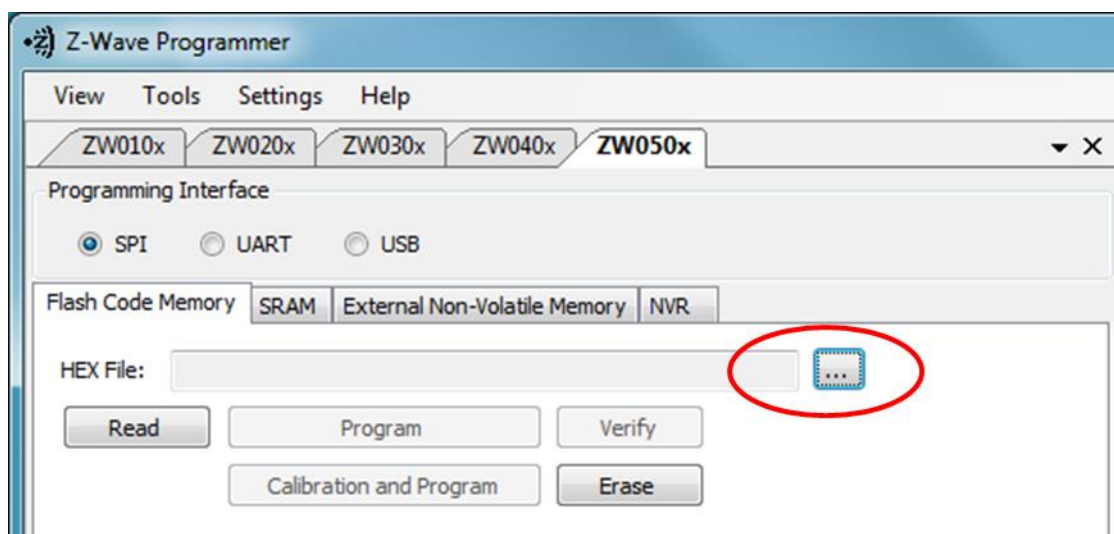 Z-Wave Programmer
View Tools Settings Help
ZW010x ZW020x ZW030x ZW040x ZW050x
Programming Interface
SPI UART USB
Flash Code Memory SRAM External Non-Volatile Memory NVR
HEX File: ...
Read Program Verify
Calibration and Program Erase